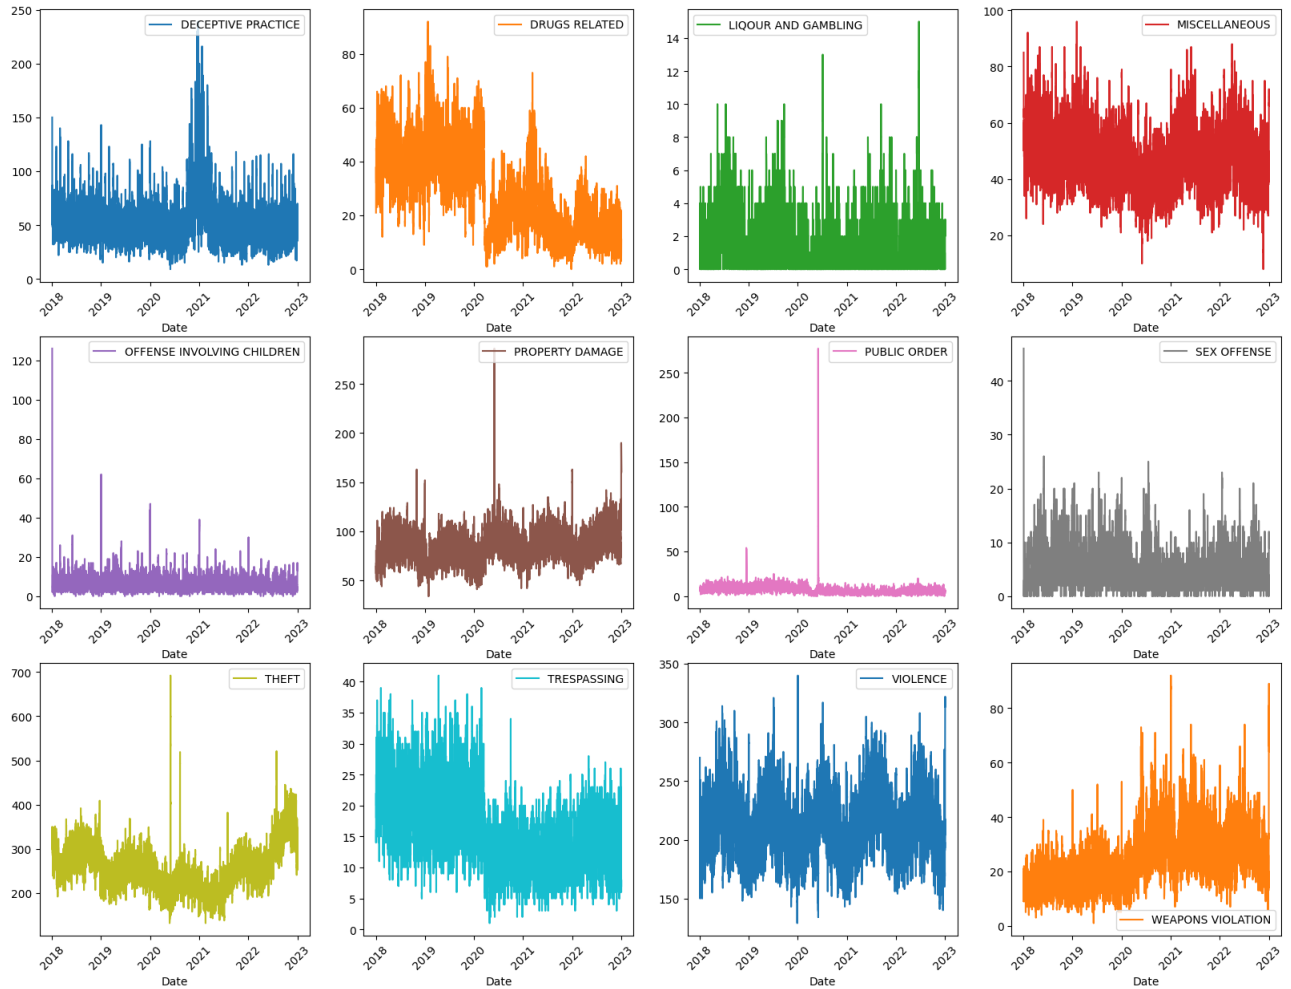 DECEPTIVE PRACTICE
250
200
150
100
50
0
2018 2019 2020 2021 2022 2023
Date
DRUGS RELATED
80
60
40
20
0
2018 2019 2020 2021 2022 2023
Date
LIQOUR AND GAMBLING
14
12
10
8
6
4
2
0
2018 2019 2020 2021 2022 2023
Date
MISCELLANEOUS
100
80
60
40
20
2018 2019 2020 2021 2022 2023
Date
OFFENSE INVOLVING CHILDREN
120
100
80
60
40
20
0
2018 2019 2020 2021 2022 2023
Date
PROPERTY DAMAGE
250
200
150
100
50
2018 2019 2020 2021 2022 2023
Date
PUBLIC ORDER
250
200
150
100
50
0
2018 2019 2020 2021 2022 2023
Date
SEX OFFENSE
40
30
20
10
0
2018 2019 2020 2021 2022 2023
Date
THEFT
700
600
500
400
300
200
2018 2019 2020 2021 2022 2023
Date
TRESPASSING
40
35
30
25
20
15
10
5
0
2018 2019 2020 2021 2022 2023
Date
VIOLENCE
350
300
250
200
150
2018 2019 2020 2021 2022 2023
Date
80
60
40
20
0
WEAPONS VIOLATION
2018 2019 2020 2021 2022 2023
Date